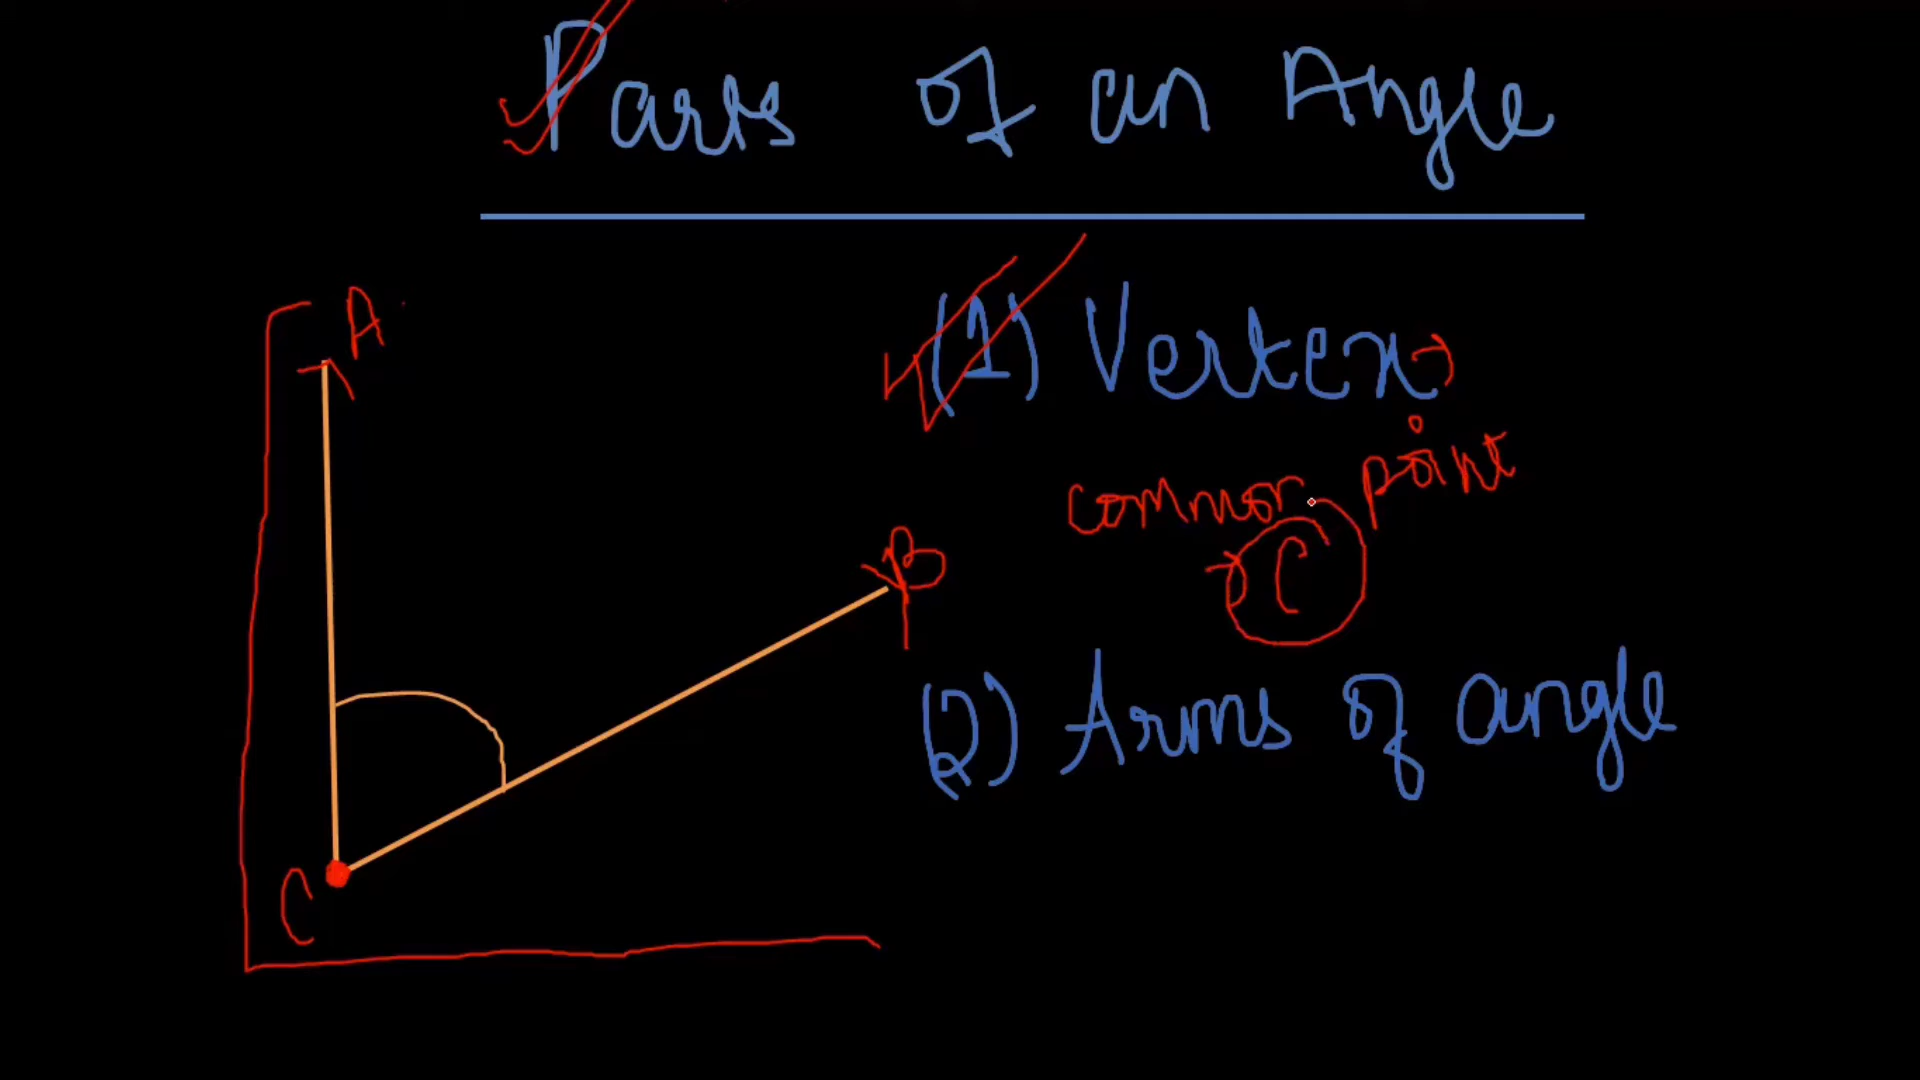 Parts of an Angle
A
(1) Vertex
common point
B
C
(2) Arms of angle
C